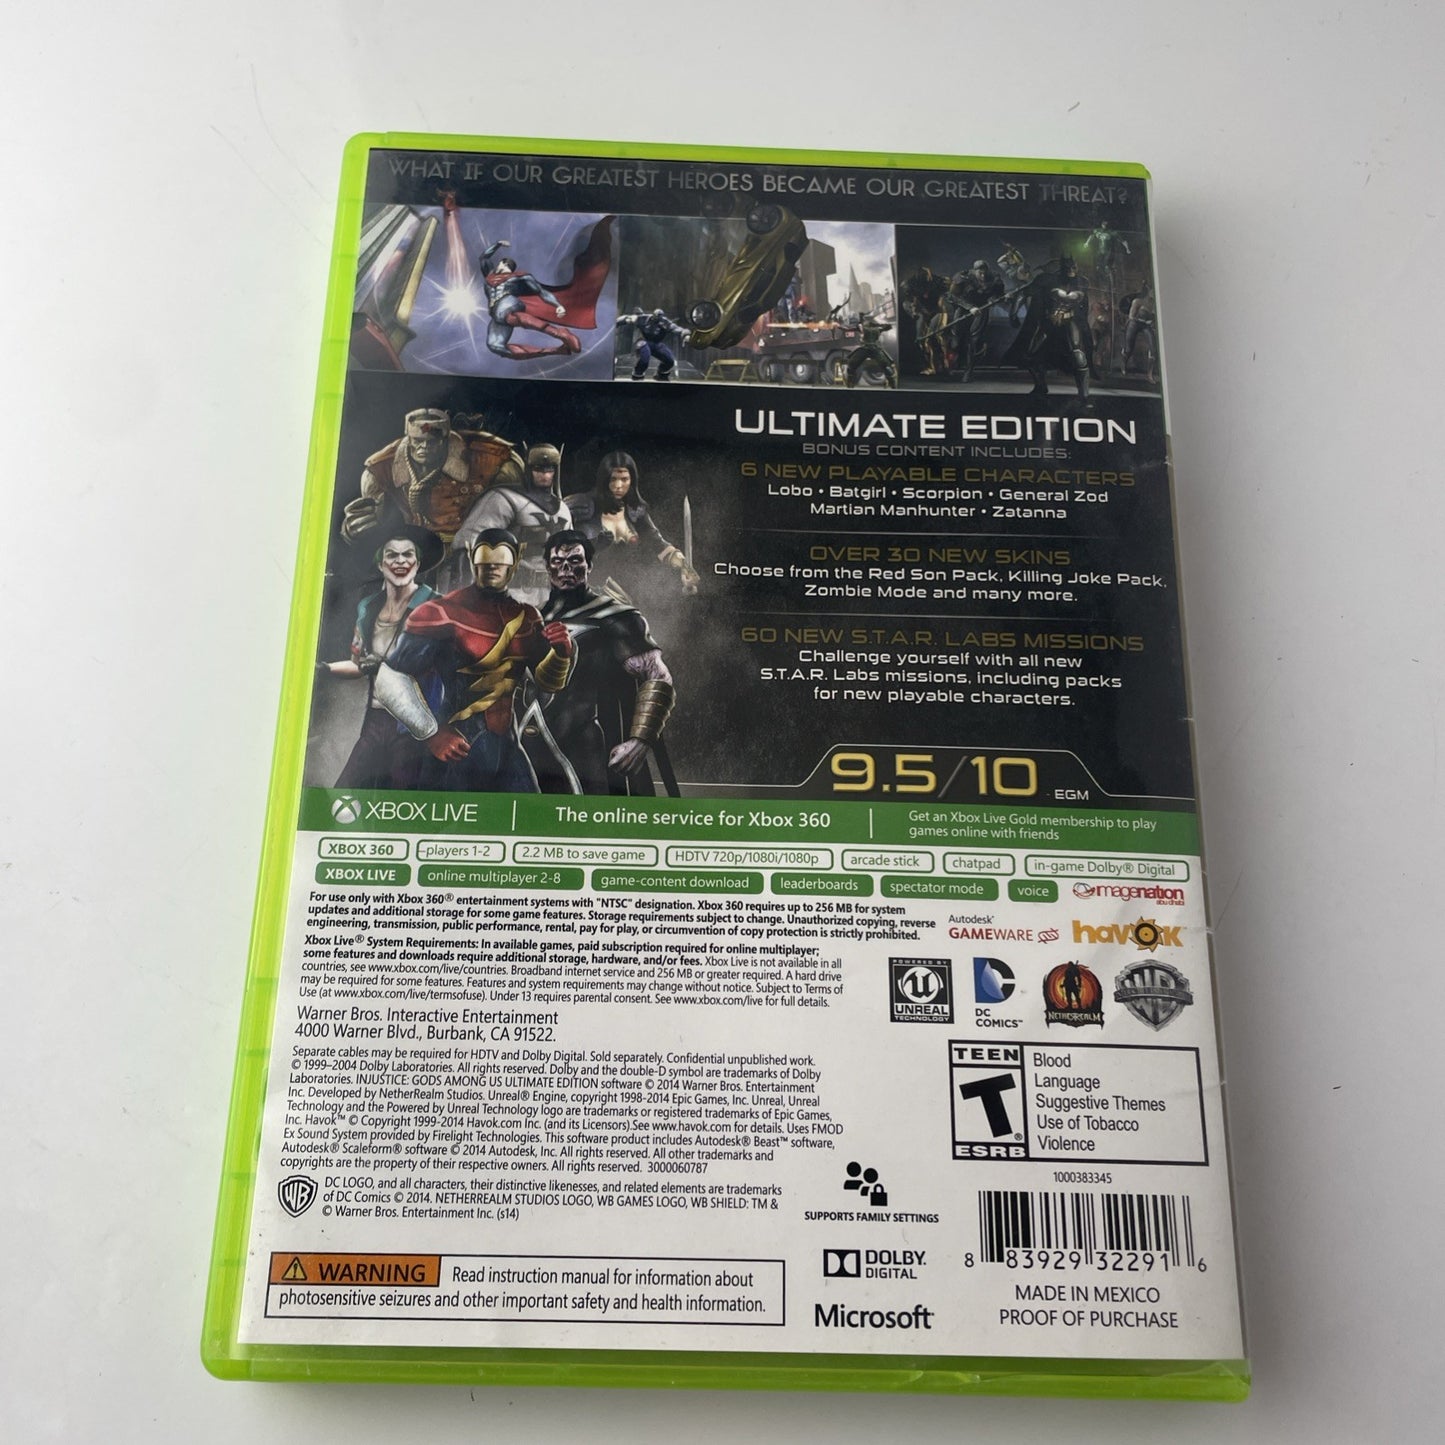 WHAT IF OUR GREATEST HEROES BECAME OUR GREATEST THREAT?
ULTIMATE EDITION
BONUS CONTENT INCLUDES:
6 NEW PLAYABLE CHARACTERS
Lobo • Batgirl • Scorpion • General Zod
Martian Manhunter • Zatanna
OVER 30 NEW SKINS
Choose from the Red Son Pack, Killing Joke Pack,
Zombie Mode and many more.
60 NEW S.T.A.R. LABS MISSIONS
Challenge yourself with all new
S.T.A.R. Labs missions, including packs
for new playable characters.
9.5/10
- EGM
XBOX LIVE
The online service for Xbox 360
Get an Xbox Live Gold membership to play
games online with friends
XBOX 360 players 1-2 2.2 MB to save game HDTV 720p/1080i/1080p arcade stick chatpad in-game Dolby® Digital
XBOX LIVE online multiplayer 2-8 game-content download leaderboards spectator mode voice
imagenation
abu dhabi
For use only with Xbox 360® entertainment systems with "NTSC" designation. Xbox 360 requires up to 256 MB for system
updates and additional storage for some game features. Storage requirements subject to change. Unauthorized copying, reverse
engineering, transmission, public performance, rental, pay for play, or circumvention of copy protection is strictly prohibited.
Autodesk®
GAMEWARE
havok
Xbox Live® System Requirements: In available games, paid subscription required for online multiplayer;
some features and downloads require additional storage, hardware, and/or fees. Xbox Live is not available in all
countries, see www.xbox.com/live/countries. Broadband internet service and 256 MB or greater required. A hard drive
may be required for some features. Features and system requirements may change without notice. Subject to Terms of
Use (at www.xbox.com/live/termsofuse). Under 13 requires parental consent. See www.xbox.com/live for full details.
POWERED BY
UNREAL
TECHNOLOGY
DC
COMICS™
NETHERREALM
Warner Bros. Interactive Entertainment
4000 Warner Blvd., Burbank, CA 91522.
Separate cables may be required for HDTV and Dolby Digital. Sold separately. Confidential unpublished work.
© 1999–2004 Dolby Laboratories. All rights reserved. Dolby and the double-D symbol are trademarks of Dolby
Laboratories. INJUSTICE: GODS AMONG US ULTIMATE EDITION software © 2014 Warner Bros. Entertainment
Inc. Developed by NetherRealm Studios. Unreal® Engine, copyright 1998-2014 Epic Games, Inc. Unreal, Unreal
Technology and the Powered by Unreal Technology logo are trademarks or registered trademarks of Epic Games,
Inc. Havok™ © Copyright 1999-2014 Havok.com Inc. (and its Licensors).See www.havok.com for details. Uses FMOD
Ex Sound System provided by Firelight Technologies. This software product includes Autodesk® Beast™ software,
Autodesk® Scaleform® software © 2014 Autodesk, Inc. All rights reserved. All other trademarks and
copyrights are the property of their respective owners. All rights reserved. 3000060787
WB
DC LOGO, and all characters, their distinctive likenesses, and related elements are trademarks
of DC Comics © 2014. NETHERREALM STUDIOS LOGO, WB GAMES LOGO, WB SHIELD: TM &
© Warner Bros. Entertainment Inc. (s14)
TEEN
T
®
ESRB
Blood
Language
Suggestive Themes
Use of Tobacco
Violence
1000383345
SUPPORTS FAMILY SETTINGS
8 83929 32291 6
DOLBY.
DIGITAL
MADE IN MEXICO
PROOF OF PURCHASE
Microsoft
WARNING Read instruction manual for information about
photosensitive seizures and other important safety and health information.